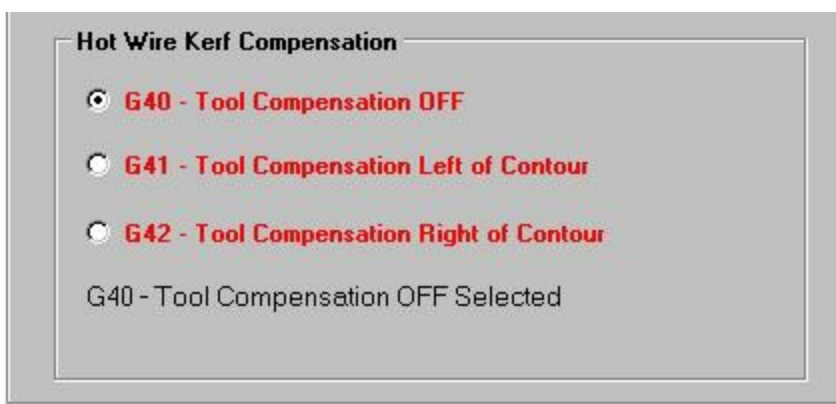 Hot Wire Kerf Compensation
G40 - Tool Compensation OFF
G41 - Tool Compensation Left of Contour
G42 - Tool Compensation Right of Contour
G40 - Tool Compensation OFF Selected